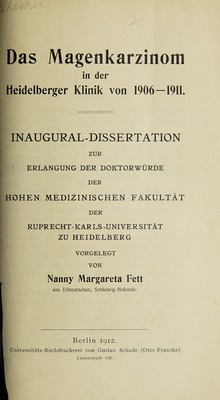 Das Magenkarzinom
in der
Heidelberger Klinik von 1906—1911.
INAUGURAL-DISSERTATION
ZUR
ERLANGUNG DER DOKTORWÜRDE
DER
HOHEN MEDIZINISCHEN FAKULTÄT
DER
RUPRECHT-KARLS-UNIVERSITÄT
ZU HEIDELBERG
VORGELEGT
VON
Nanny Margareta Fett
aus Dithmarschen, Schleswig-Holstein.
Berlin 1912.
Universitäts-Buchdruckerei von Gustav Schade (Otto Francke)
Linienstraße 158.